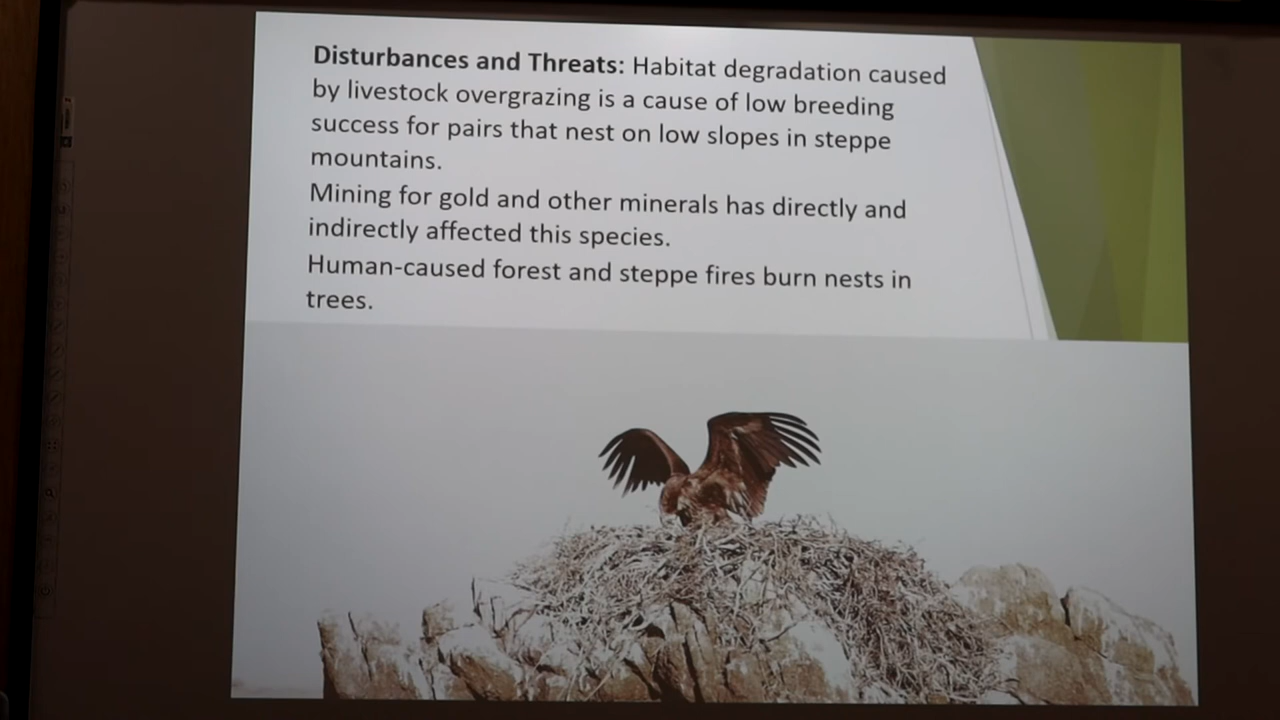 Disturbances and Threats: Habitat degradation caused
by livestock overgrazing is a cause of low breeding
success for pairs that nest on low slopes in steppe
mountains.
Mining for gold and other minerals has directly and
indirectly affected this species.
Human-caused forest and steppe fires burn nests in
trees.